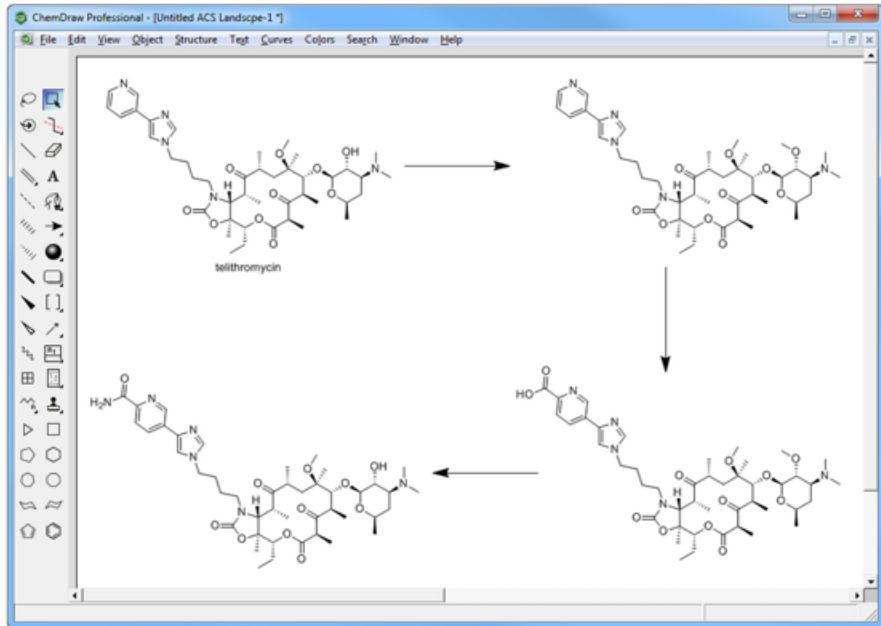 ChemDraw Professional - [Untitled ACS Landscpe-1 *]
File Edit View Object Structure Text Curves Colors Search Window Help
A
N N
N N
O OH
O O O N
N H O O
O O O
O
telithromycin
O O
O O O N
N H O O
O O O
O
O O
HO N
H₂N N N
N N
N O
O OH O O O N
O O N N H O O
N H O O O O O
O O O O
O